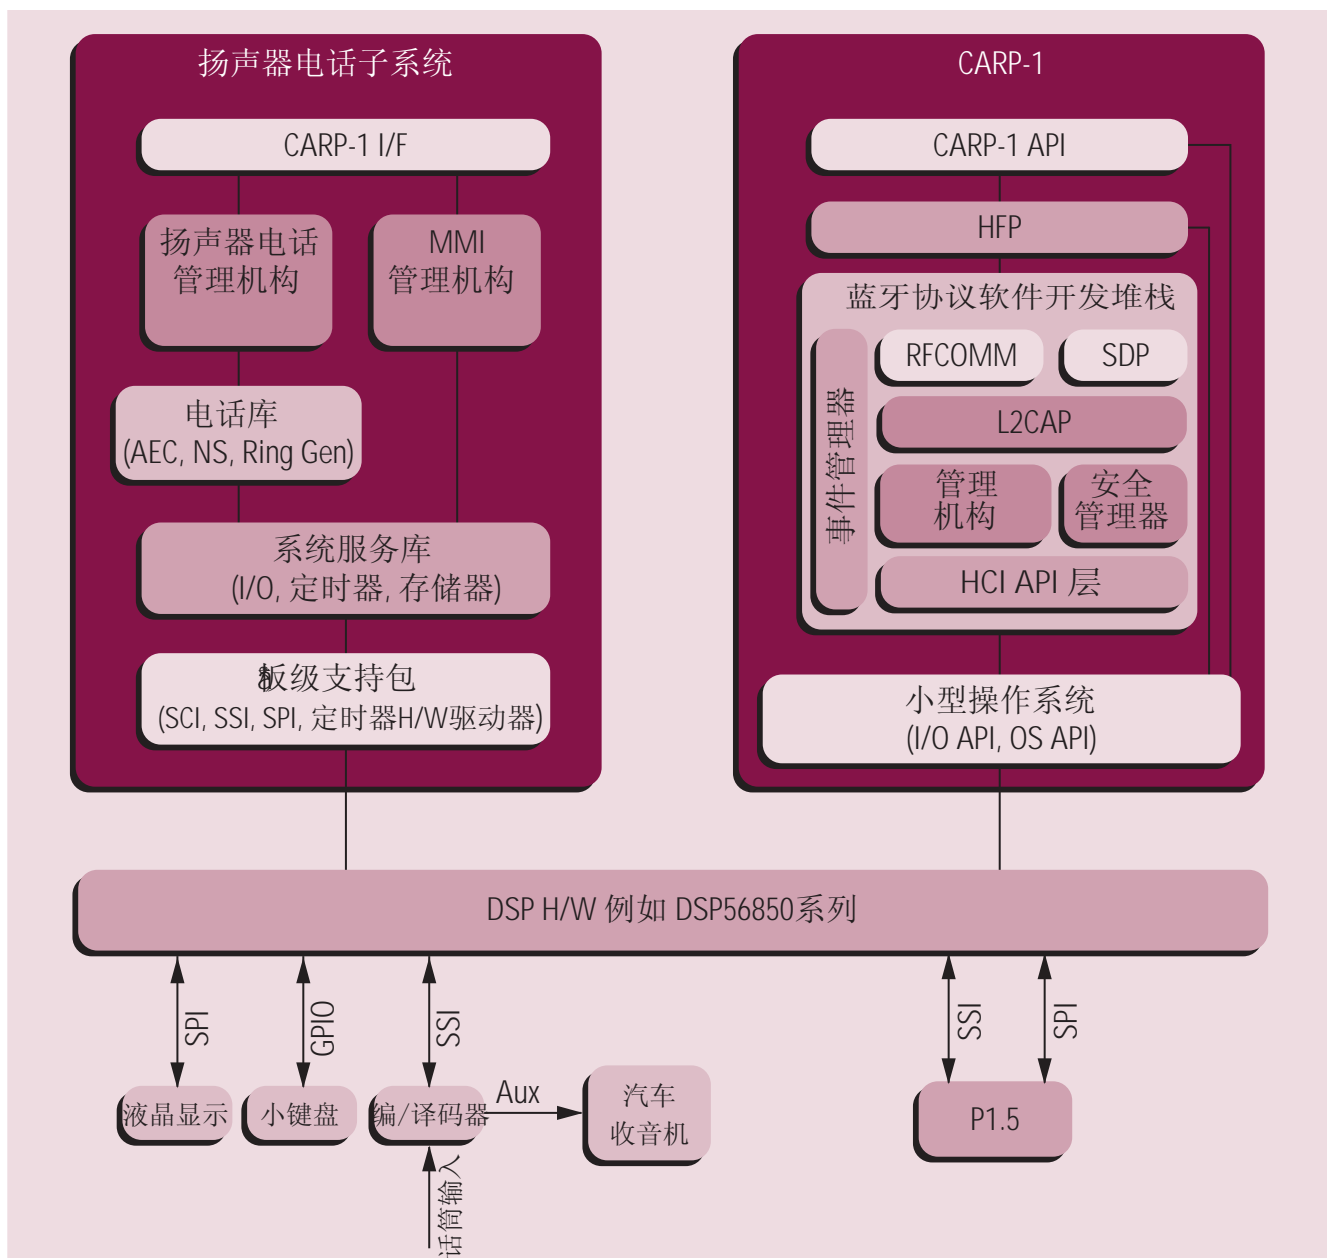 扬声器电话子系统
CARP-1 I/F
扬声器电话
管理机构
MMI
管理机构
电话库
(AEC, NS, Ring Gen)
系统服务库
(I/O, 定时器, 存储器)
板级支持包
(SCI, SSI, SPI, 定时器H/W驱动器)
CARP-1
CARP-1 API
HFP
蓝牙协议软件开发堆栈
事件管理器
RFCOMM
SDP
L2CAP
管理
机构
安全
管理器
HCI API 层
小型操作系统
(I/O API, OS API)
DSP H/W 例如 DSP56850系列
SPI
GPIO
SSI
SSI
SPI
液晶显示
小键盘
编/译码器
Aux
汽车
收音机
P1.5
话筒输入